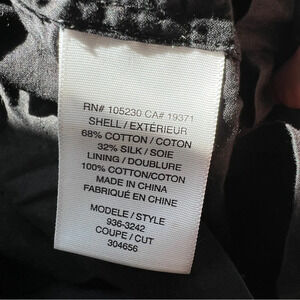 RN# 105230 CA# 19371
SHELL / EXTÉRIEUR
68% COTTON / COTON
32% SILK / SOIE
LINING / DOUBLURE
100% COTTON/COTON
MADE IN CHINA
FABRIQUÉ EN CHINE
MODELE / STYLE
936-3242
COUPE / CUT
304656